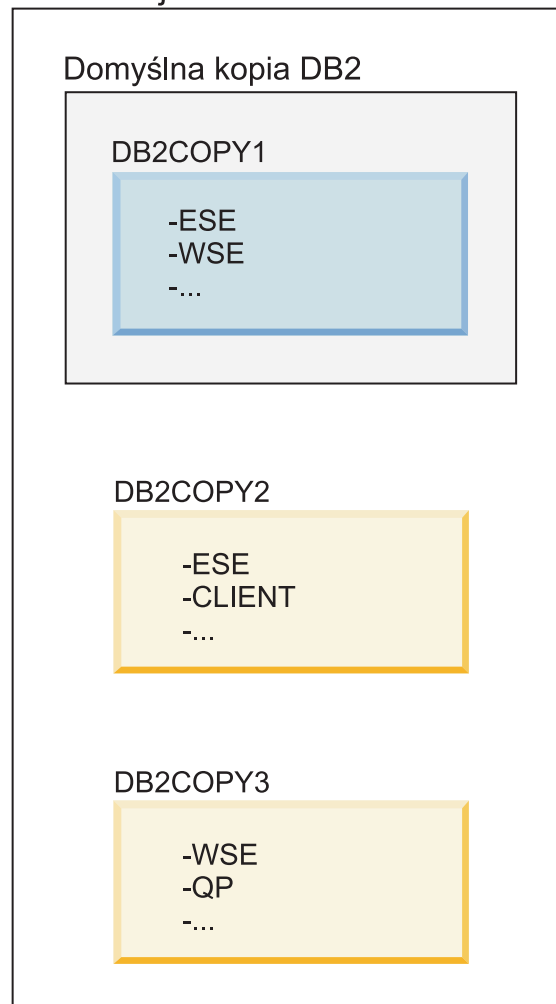 Domyślna kopia DB2
DB2COPY1
-ESE
-WSE
-...
DB2COPY2
-ESE
-CLIENT
-...
DB2COPY3
-WSE
-QP
-...